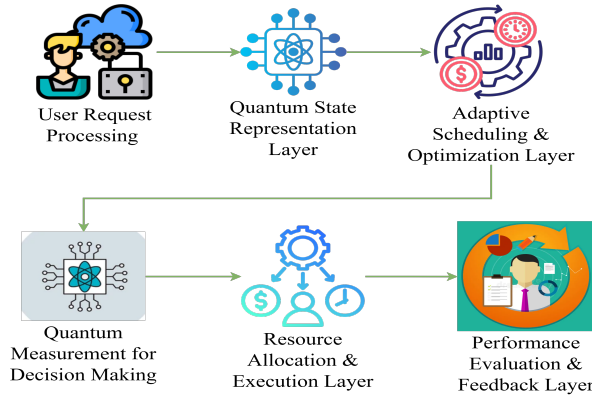 User Request
Processing
Quantum State
Representation
Layer
Adaptive
Scheduling &
Optimization Layer
Quantum
Measurement for
Decision Making
Resource
Allocation &
Execution Layer
Performance
Evaluation &
Feedback Layer